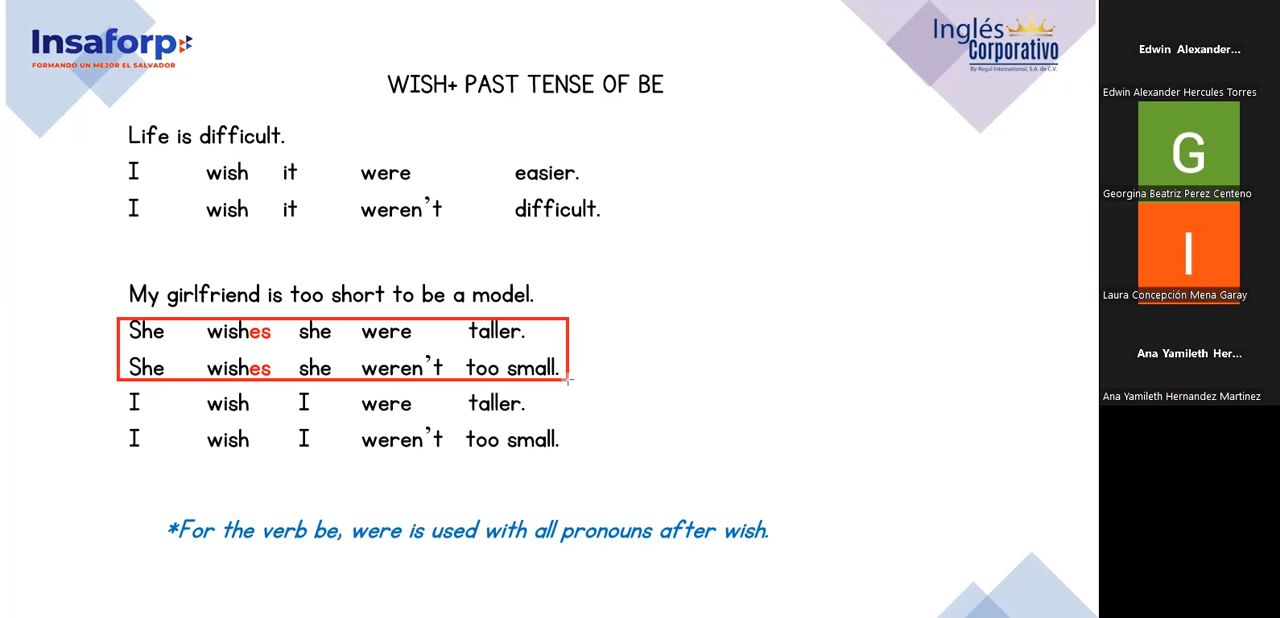 Insaforp
FORMANDO UN MEJOR EL SALVADOR
Inglés
Corporativo
By Regal International, S.A. de C.V.
WISH+ PAST TENSE OF BE
Life is difficult.
I wish it were easier.
I wish it weren't difficult.
My girlfriend is too short to be a model.
She wishes she were taller.
She wishes she weren't too small.
I wish I were taller.
I wish I weren't too small.
*For the verb be, were is used with all pronouns after wish.
Edwin Alexander...
Edwin Alexander Hercules Torres
G
Georgina Beatriz Perez Centeno
I
Laura Concepción Mena Garay
Ana Yamileth Her...
Ana Yamileth Hernandez Martinez